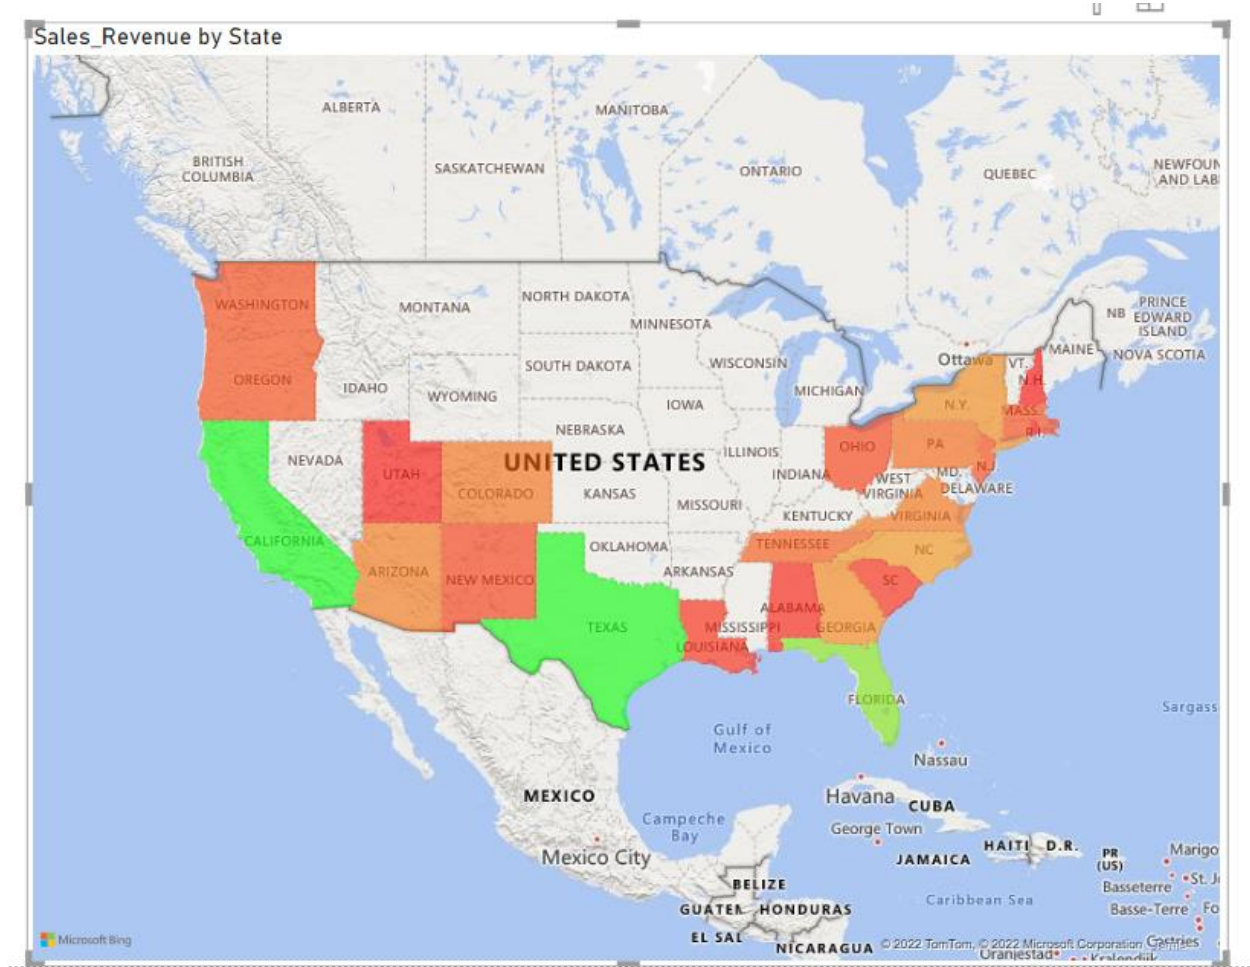 Sales_Revenue by State
ALBERTA
MANITOBA
BRITISH
COLUMBIA
SASKATCHEWAN
ONTARIO
QUEBEC
NEWFOUN
AND LAB
WASHINGTON
MONTANA
NORTH DAKOTA
MINNESOTA
NB
PRINCE
EDWARD
ISLAND
OREGON
IDAHO
WYOMING
SOUTH DAKOTA
WISCONSIN
MICHIGAN
Ottawa
VT.
MAINE
NOVA SCOTIA
N.H.
IOWA
N.Y.
MASS.
R.I.
NEBRASKA
NEVADA
UTAH
COLORADO
UNITED STATES
ILLINOIS
INDIANA
OHIO
PA
N.J.
MD.
DELAWARE
WEST
VIRGINIA
KANSAS
MISSOURI
KENTUCKY
VIRGINIA
CALIFORNIA
ARIZONA
NEW MEXICO
OKLAHOMA
ARKANSAS
TENNESSEE
NC
SC
TEXAS
MISSISSIPPI
ALABAMA
GEORGIA
LOUISIANA
FLORIDA
Gulf of
Mexico
Sargass
Nassau
MEXICO
Havana
CUBA
Campeche
Bay
George Town
Mexico City
JAMAICA
HAITI
D.R.
PR
(US)
Marigo
BELIZE
Basseterre
St. J
GUATEM
HONDURAS
Caribbean Sea
Basse-Terre
Fo
EL SAL
NICARAGUA
Castries
Microsoft Bing
© 2022 TomTom, © 2022 Microsoft Corporation
Oranjestad
Kralendijk